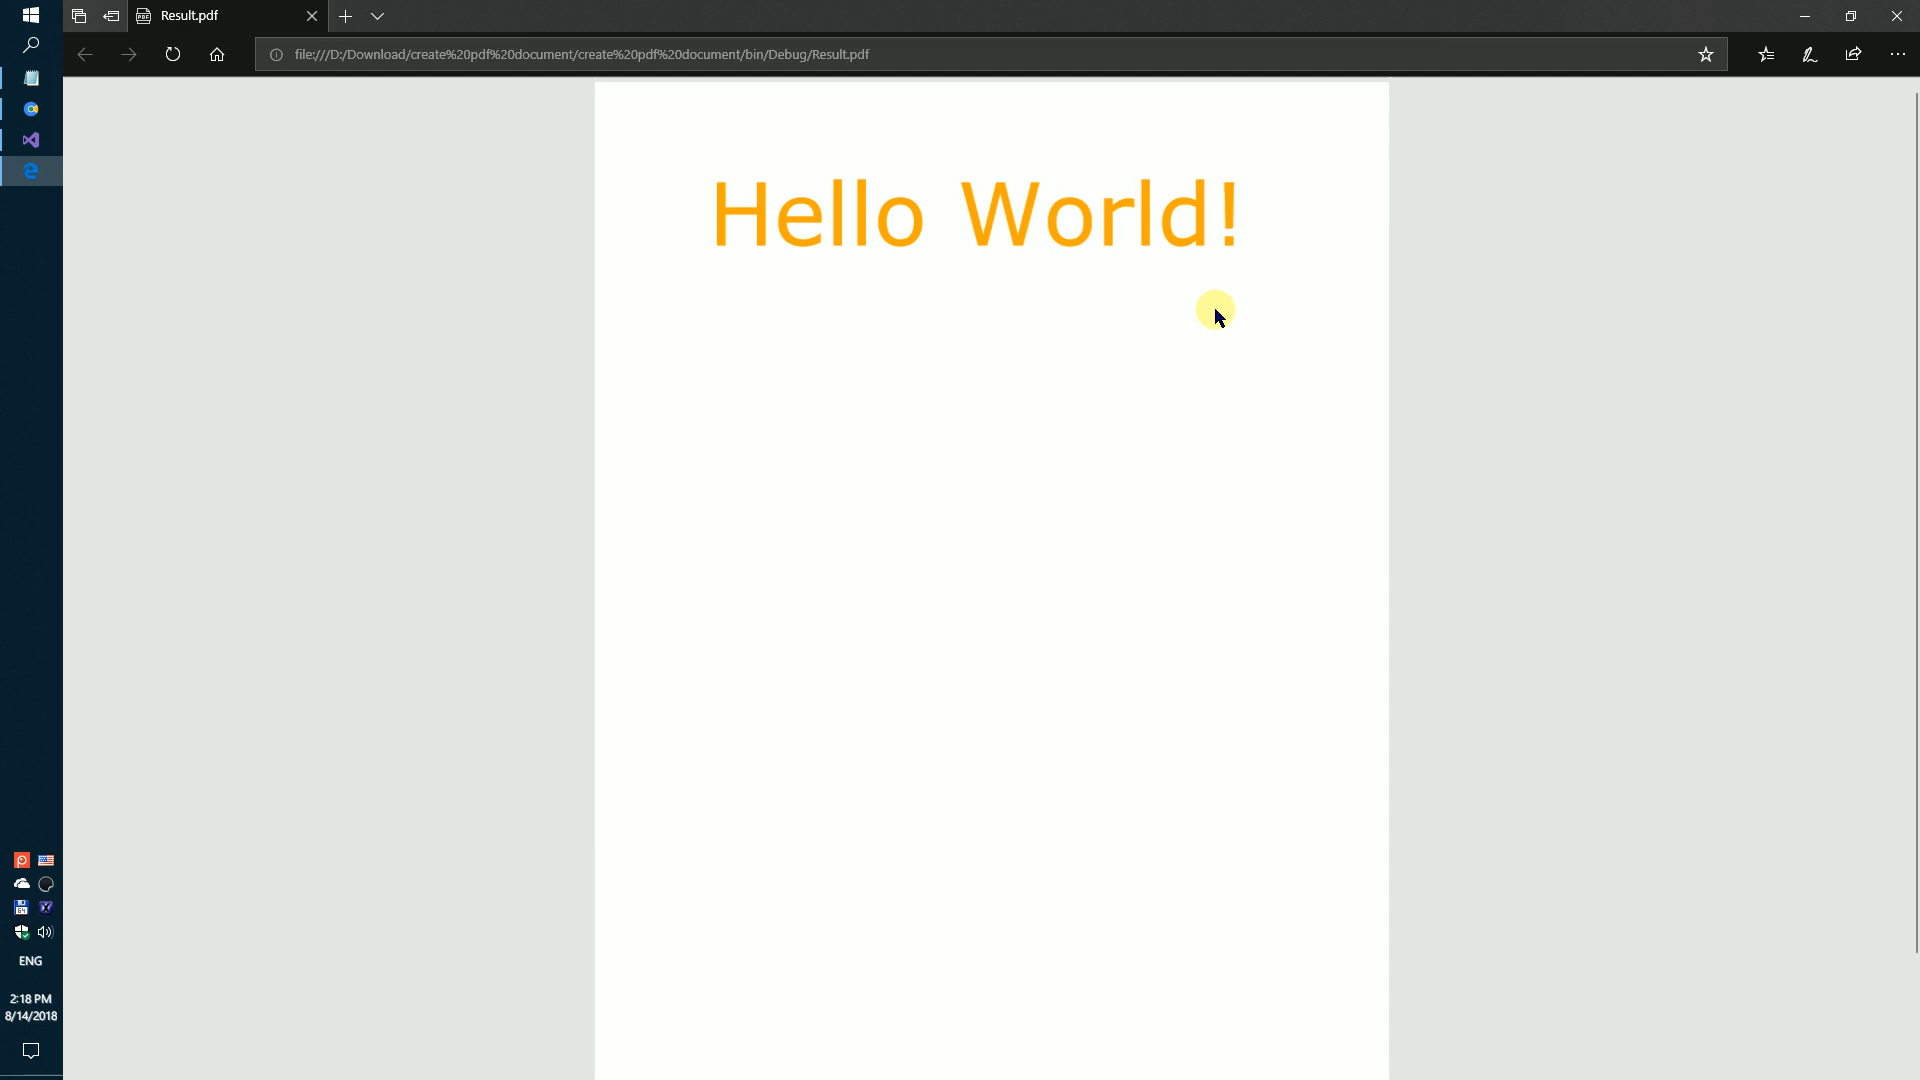 Result.pdf
file:///D:/Download/create%20pdf%20document/create%20pdf%20document/bin/Debug/Result.pdf
Hello World!
64
ENG
2:18 PM
8/14/2018